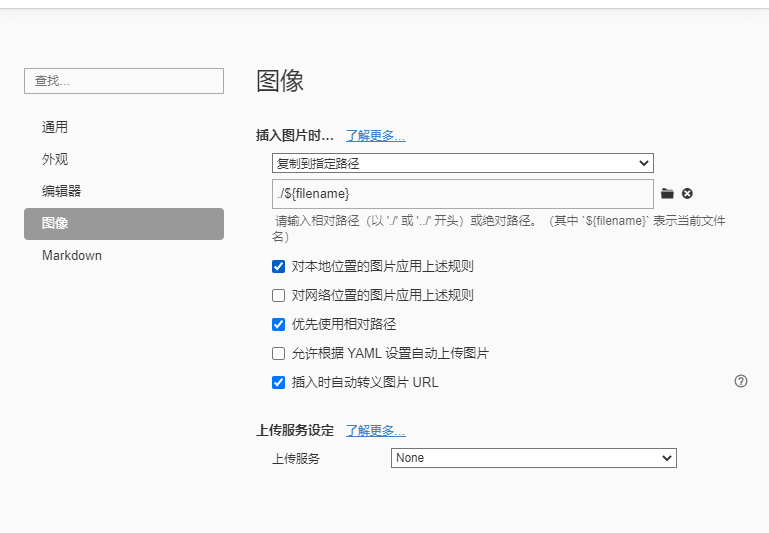 查找...
通用
外观
编辑器
图像
Markdown
图像
插入图片时... 了解更多...
复制到指定路径
./${filename}
请输入相对路径（以 './' 或 '../' 开头）或绝对路径。（其中 `${filename}` 表示当前文件
名）
对本地位置的图片应用上述规则
对网络位置的图片应用上述规则
优先使用相对路径
允许根据 YAML 设置自动上传图片
插入时自动转义图片 URL
上传服务设定 了解更多...
上传服务 None